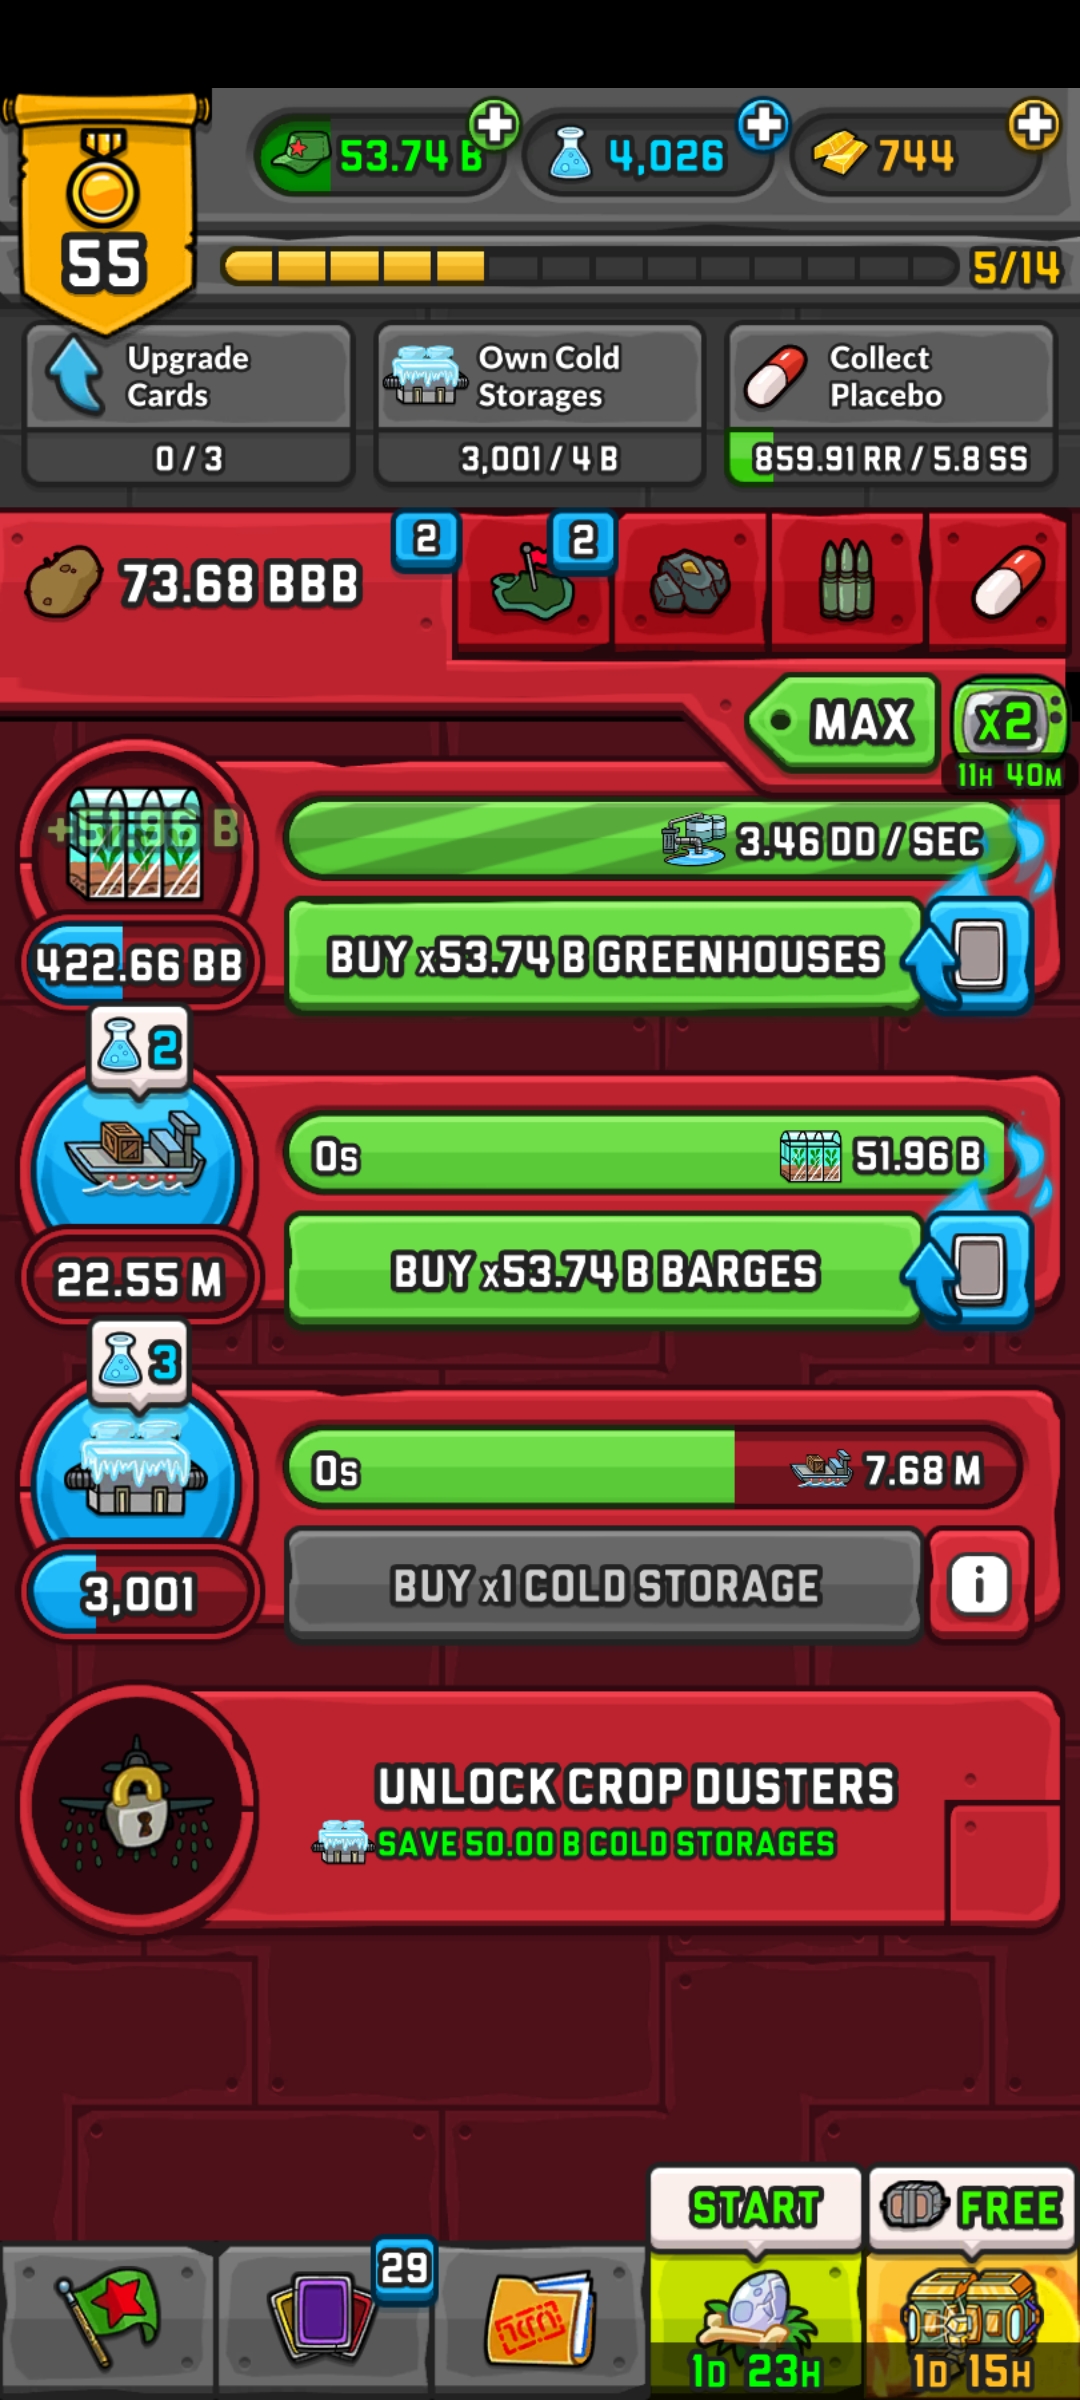 53.74 B
4,026
744
55
5/14
Upgrade
Cards
0 / 3
Own Cold
Storages
3,001 / 4 B
Collect
Placebo
859.91 RR / 5.8 SS
73.68 BBB
2
2
MAX
x2
11H 40M
+51.96 B
3.46 DD / SEC
422.66 BB
BUY x53.74 B GREENHOUSES
2
0s
51.96 B
22.55 M
BUY x53.74 B BARGES
3
0s
7.68 M
3,001
BUY x1 COLD STORAGE
i
UNLOCK CROP DUSTERS
SAVE 50.00 B COLD STORAGES
START
FREE
29
1D 23H
1D 15H